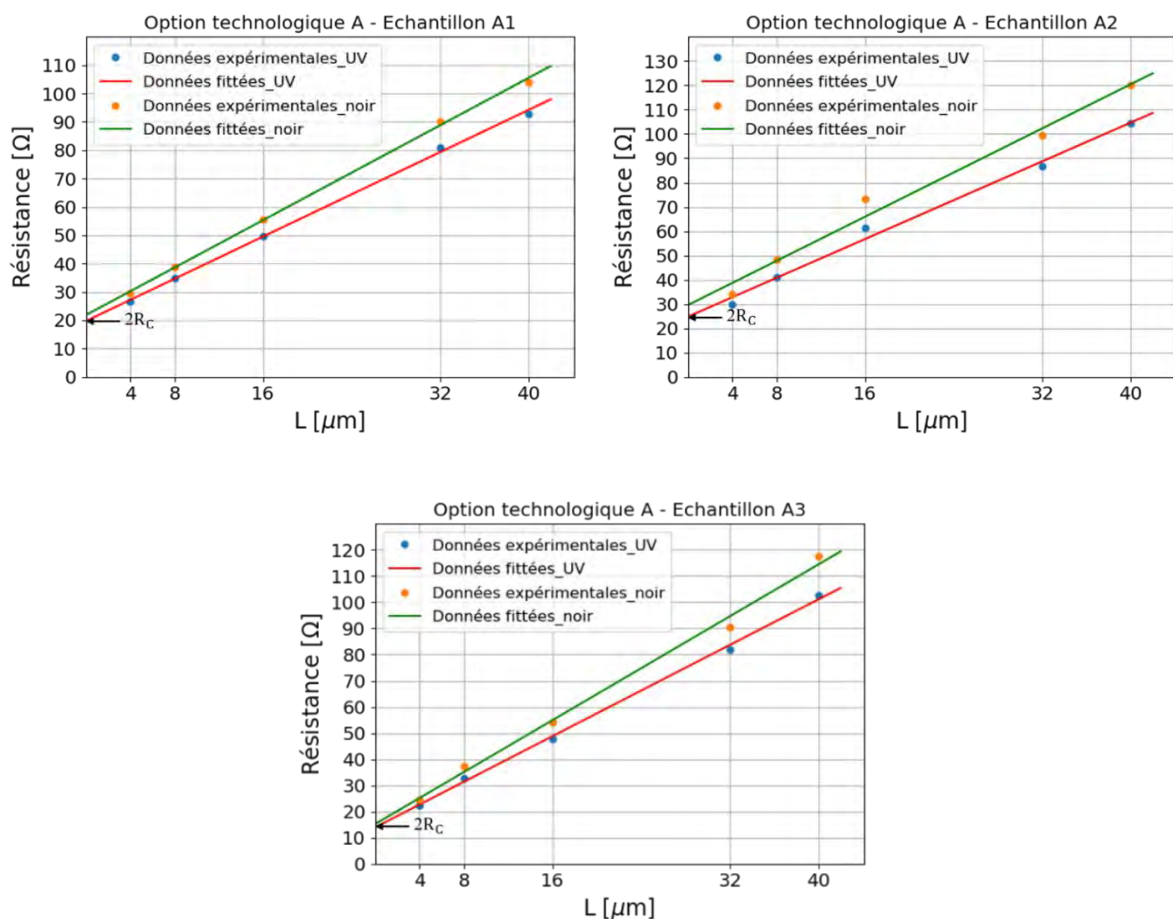 Option technologique A - Echantillon A1
Données expérimentales_UV
Données fittées_UV
Données expérimentales_noir
Données fittées_noir
110
100
90
80
70
60
50
40
30
20
10
0
Résistance [Ω]
2R_C
4 8 16 32 40
L [μm]
Option technologique A - Echantillon A2
Données expérimentales_UV
Données fittées_UV
Données expérimentales_noir
Données fittées_noir
130
120
110
100
90
80
70
60
50
40
30
20
10
0
Résistance [Ω]
2R_C
4 8 16 32 40
L [μm]
Option technologique A - Echantillon A3
Données expérimentales_UV
Données fittées_UV
Données expérimentales_noir
Données fittées_noir
120
110
100
90
80
70
60
50
40
30
20
10
0
Résistance [Ω]
2R_C
4 8 16 32 40
L [μm]